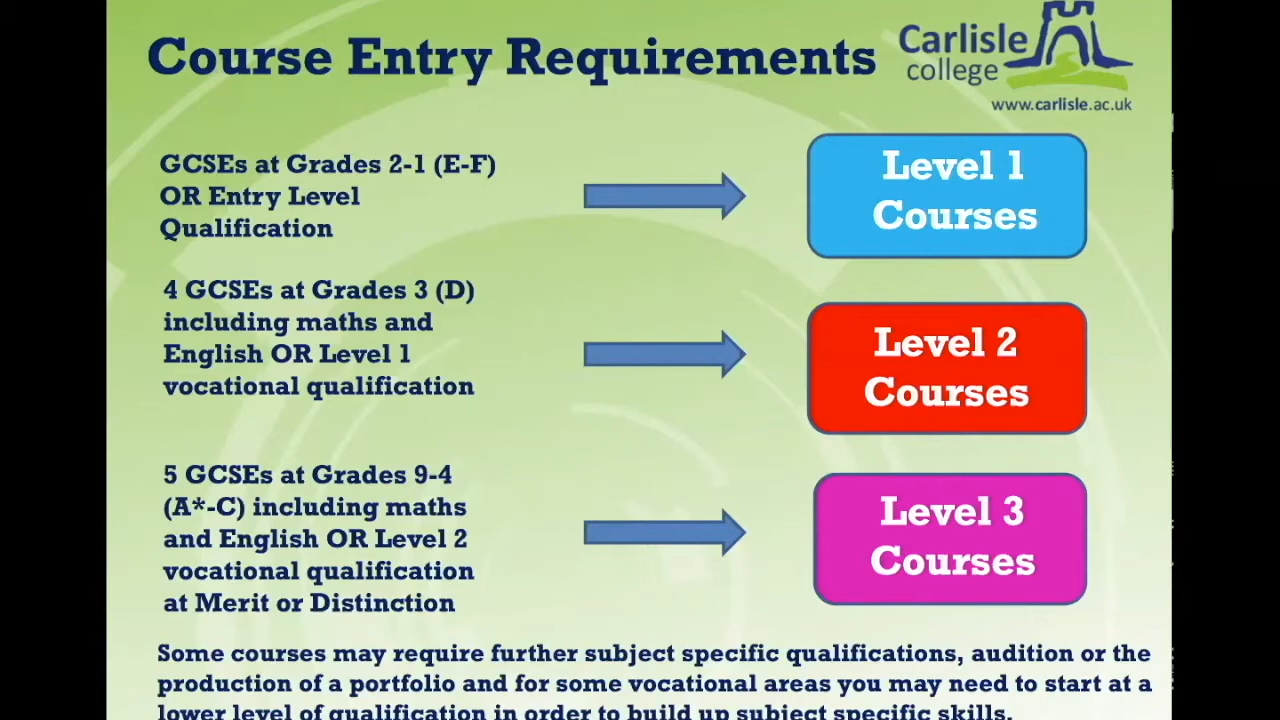 Course Entry Requirements
Carlisle
college
www.carlisle.ac.uk
GCSEs at Grades 2-1 (E-F)
OR Entry Level
Qualification
Level 1
Courses
4 GCSEs at Grades 3 (D)
including maths and
English OR Level 1
vocational qualification
Level 2
Courses
5 GCSEs at Grades 9-4
(A*-C) including maths
and English OR Level 2
vocational qualification
at Merit or Distinction
Level 3
Courses
Some courses may require further subject specific qualifications, audition or the
production of a portfolio and for some vocational areas you may need to start at a
lower level of qualification in order to build up subject specific skills.